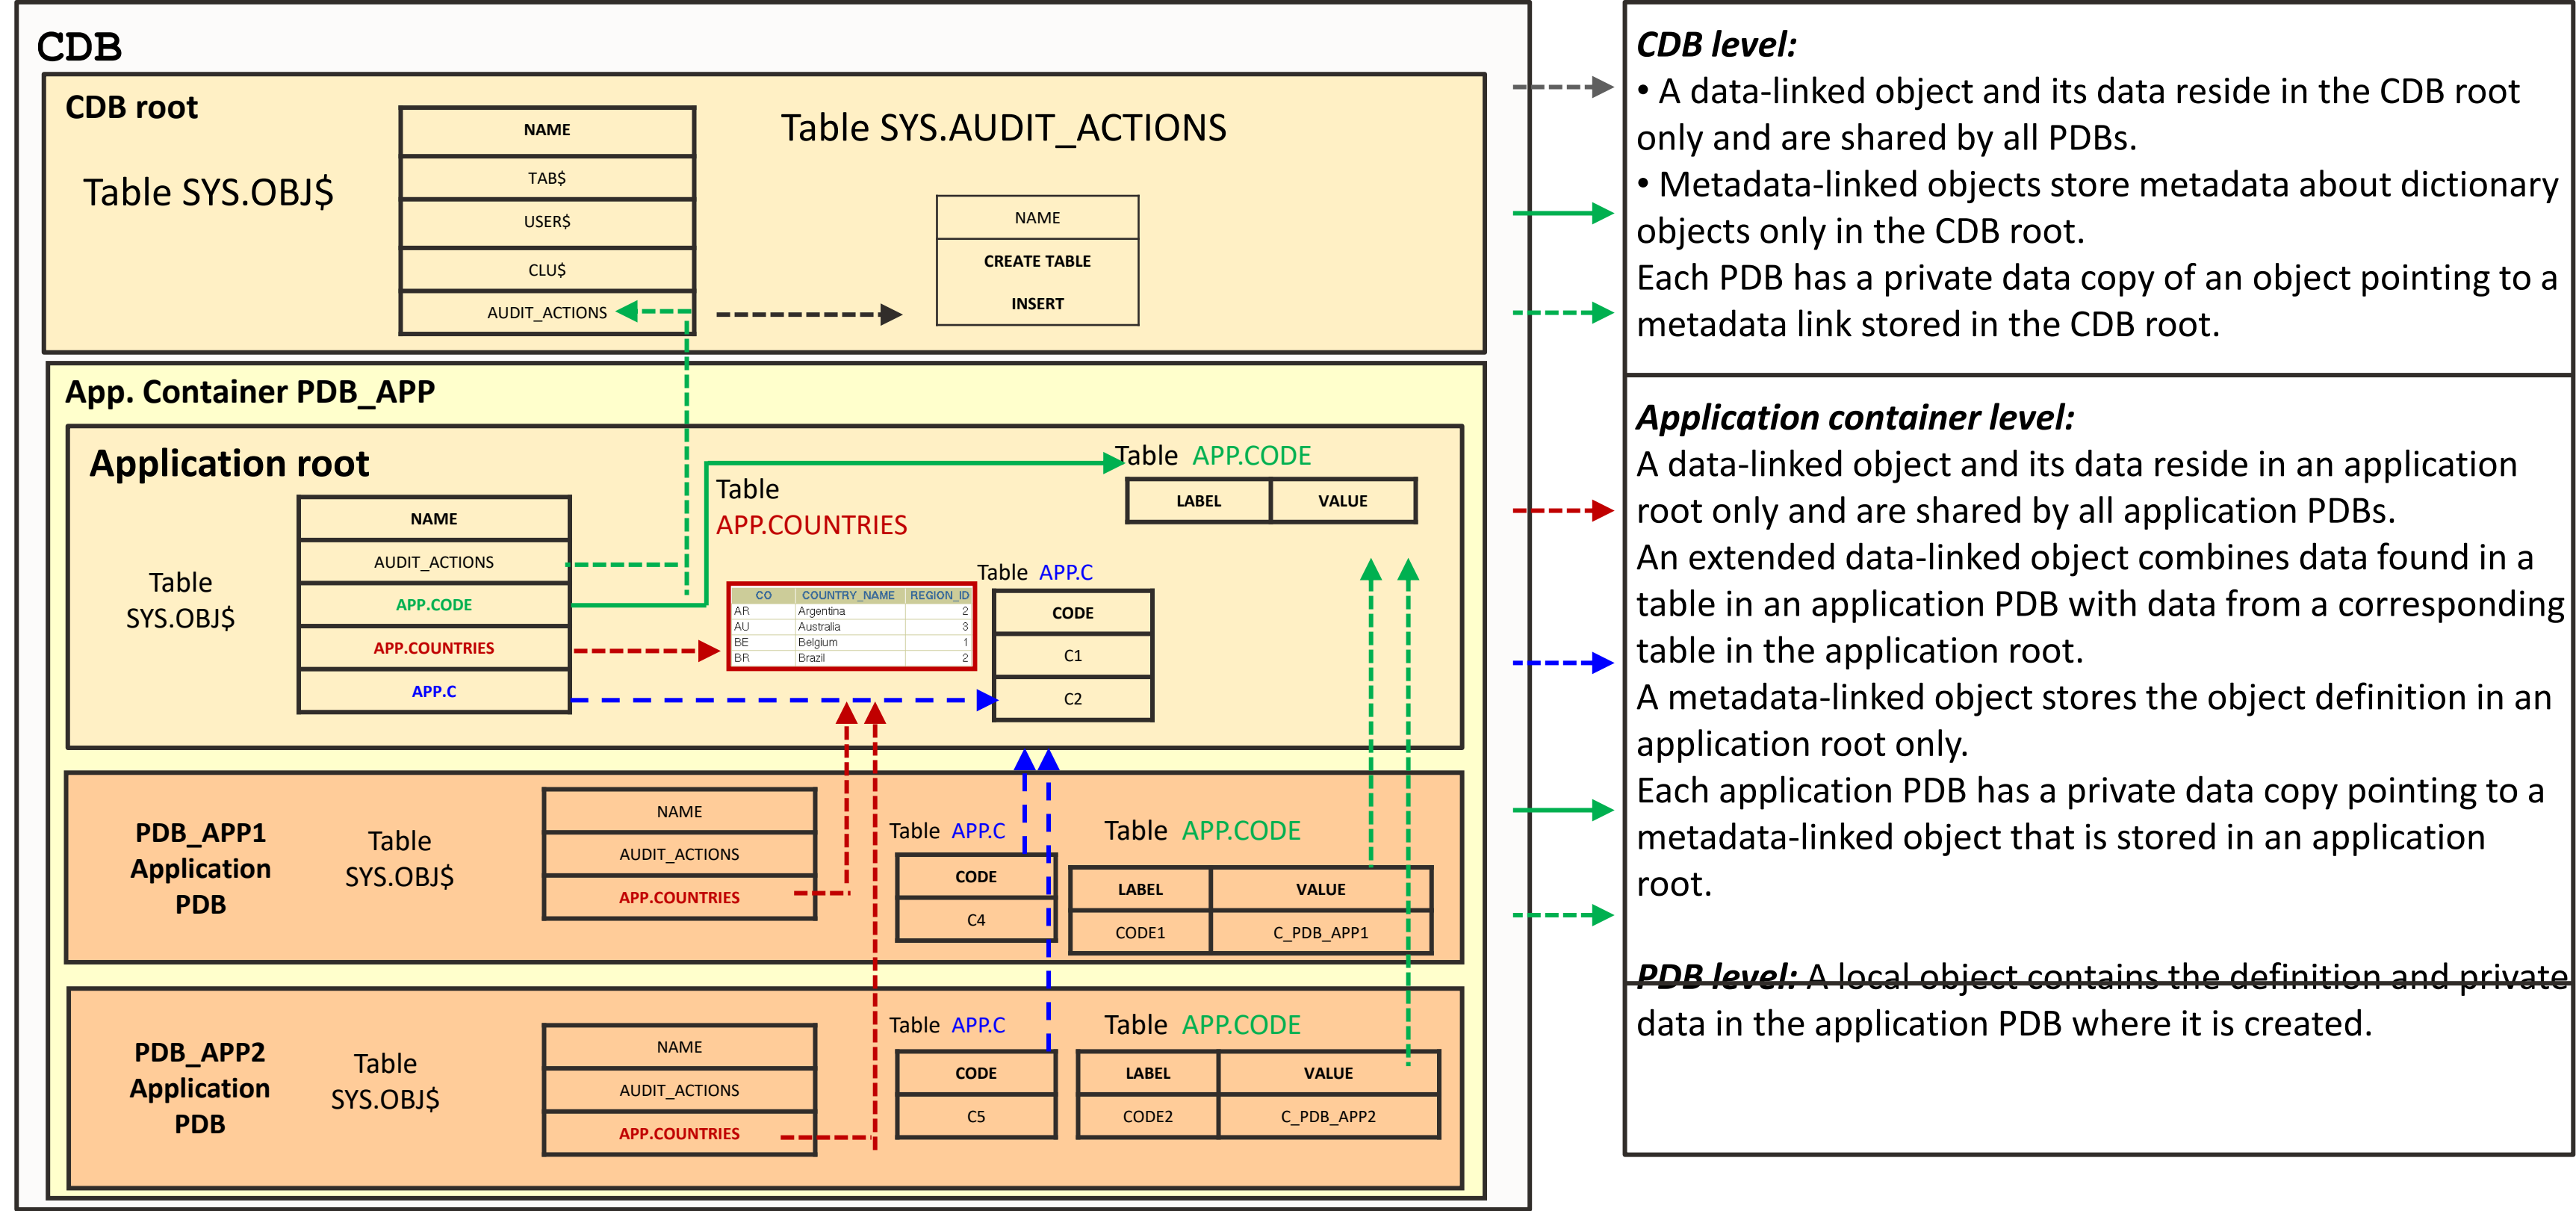 CDB
CDB root
Table SYS.OBJ$
NAME
TAB$
USER$
CLU$
AUDIT_ACTIONS
Table SYS.AUDIT_ACTIONS
NAME
CREATE TABLE
INSERT
App. Container PDB_APP
Application root
Table
SYS.OBJ$
NAME
AUDIT_ACTIONS
APP.CODE
APP.COUNTRIES
APP.C
Table
APP.COUNTRIES
CO COUNTRY_NAME REGION_ID
AR Argentina 2
AU Australia 3
BE Belgium 1
BR Brazil 2
Table APP.C
CODE
C1
C2
Table APP.CODE
LABEL VALUE
PDB_APP1
Application
PDB
Table
SYS.OBJ$
NAME
AUDIT_ACTIONS
APP.COUNTRIES
Table APP.C
CODE
C4
Table APP.CODE
LABEL VALUE
CODE1 C_PDB_APP1
PDB_APP2
Application
PDB
Table
SYS.OBJ$
NAME
AUDIT_ACTIONS
APP.COUNTRIES
Table APP.C
CODE
C5
Table APP.CODE
LABEL VALUE
CODE2 C_PDB_APP2
CDB level:
• A data-linked object and its data reside in the CDB root
only and are shared by all PDBs.
• Metadata-linked objects store metadata about dictionary
objects only in the CDB root.
Each PDB has a private data copy of an object pointing to a
metadata link stored in the CDB root.
Application container level:
A data-linked object and its data reside in an application
root only and are shared by all application PDBs.
An extended data-linked object combines data found in a
table in an application PDB with data from a corresponding
table in the application root.
A metadata-linked object stores the object definition in an
application root only.
Each application PDB has a private data copy pointing to a
metadata-linked object that is stored in an application
root.
PDB level: A local object contains the definition and private
data in the application PDB where it is created.